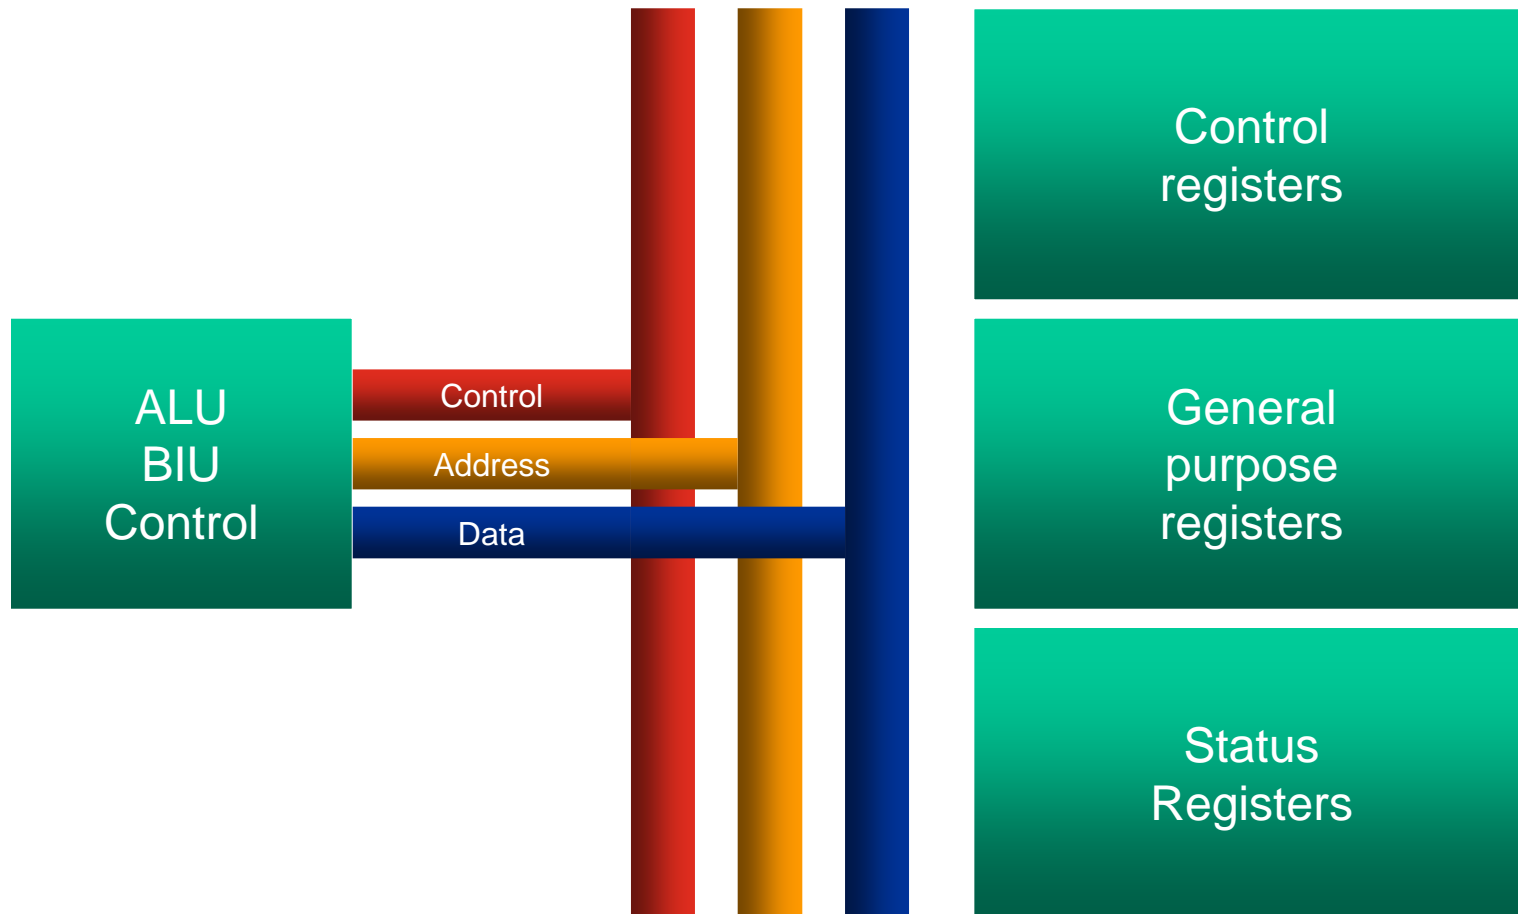 ALU
BIU
Control
Control
Address
Data
Control
registers
General
purpose
registers
Status
Registers